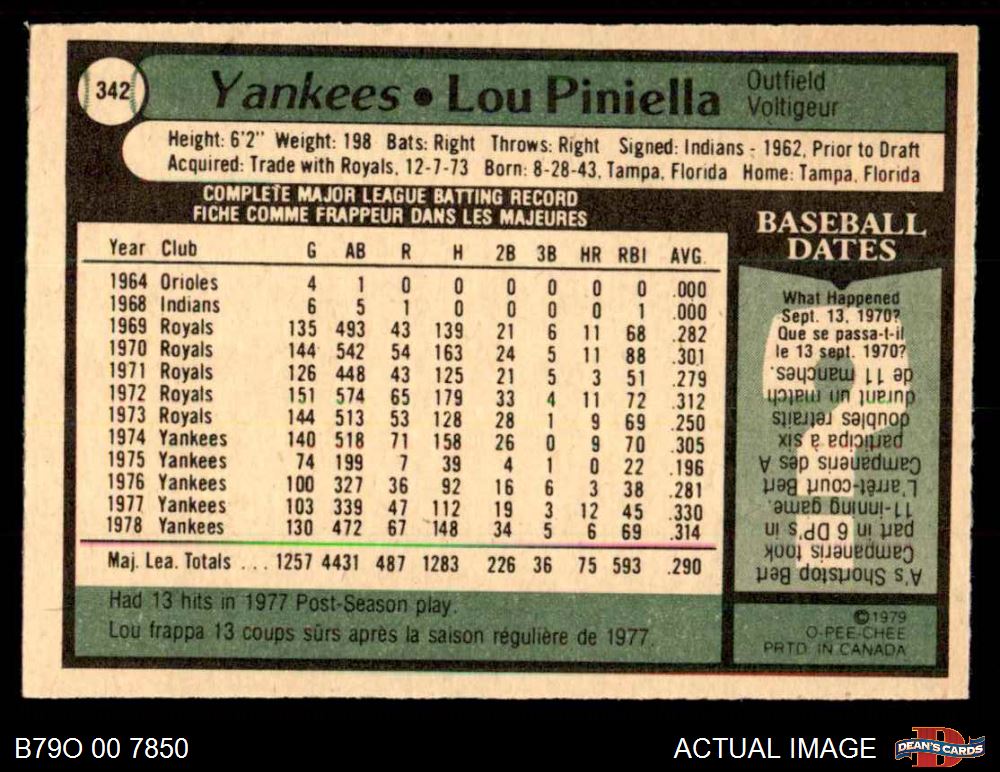 342
Yankees • Lou Piniella
Outfield
Voltigeur
Height: 6'2" Weight: 198 Bats: Right Throws: Right Signed: Indians - 1962, Prior to Draft
Acquired: Trade with Royals, 12-7-73 Born: 8-28-43, Tampa, Florida Home: Tampa, Florida
COMPLETE MAJOR LEAGUE BATTING RECORD
FICHE COMME FRAPPEUR DANS LES MAJEURES
Year Club G AB R H 2B 3B HR RBI AVG.
1964 Orioles 4 1 0 0 0 0 0 0 .000
1968 Indians 6 5 1 0 0 0 0 1 .000
1969 Royals 135 493 43 139 21 6 11 68 .282
1970 Royals 144 542 54 163 24 5 11 88 .301
1971 Royals 126 448 43 125 21 5 3 51 .279
1972 Royals 151 574 65 179 33 4 11 72 .312
1973 Royals 144 513 53 128 28 1 9 69 .250
1974 Yankees 140 518 71 158 26 0 9 70 .305
1975 Yankees 74 199 7 39 4 1 0 22 .196
1976 Yankees 100 327 36 92 16 6 3 38 .281
1977 Yankees 103 339 47 112 19 3 12 45 .330
1978 Yankees 130 472 67 148 34 5 6 69 .314
Maj. Lea. Totals ... 1257 4431 487 1283 226 36 75 593 .290
Had 13 hits in 1977 Post-Season play.
Lou frappa 13 coups sûrs après la saison régulière de 1977.
BASEBALL
DATES
What Happened
Sept. 13, 1970?
Que se passa-t-il
le 13 sept. 1970?
A's Shortstop Bert
Campaneris took
part in 6 DP's in
11-inning game.
L'arrêt-court Bert
Campaneris des A
participa à six
doubles retraits
durant un match
de 11 manches.
©1979
O-PEE-CHEE
PRTD. IN CANADA
B79O 00 7850
ACTUAL IMAGE
DEAN'S CARDS